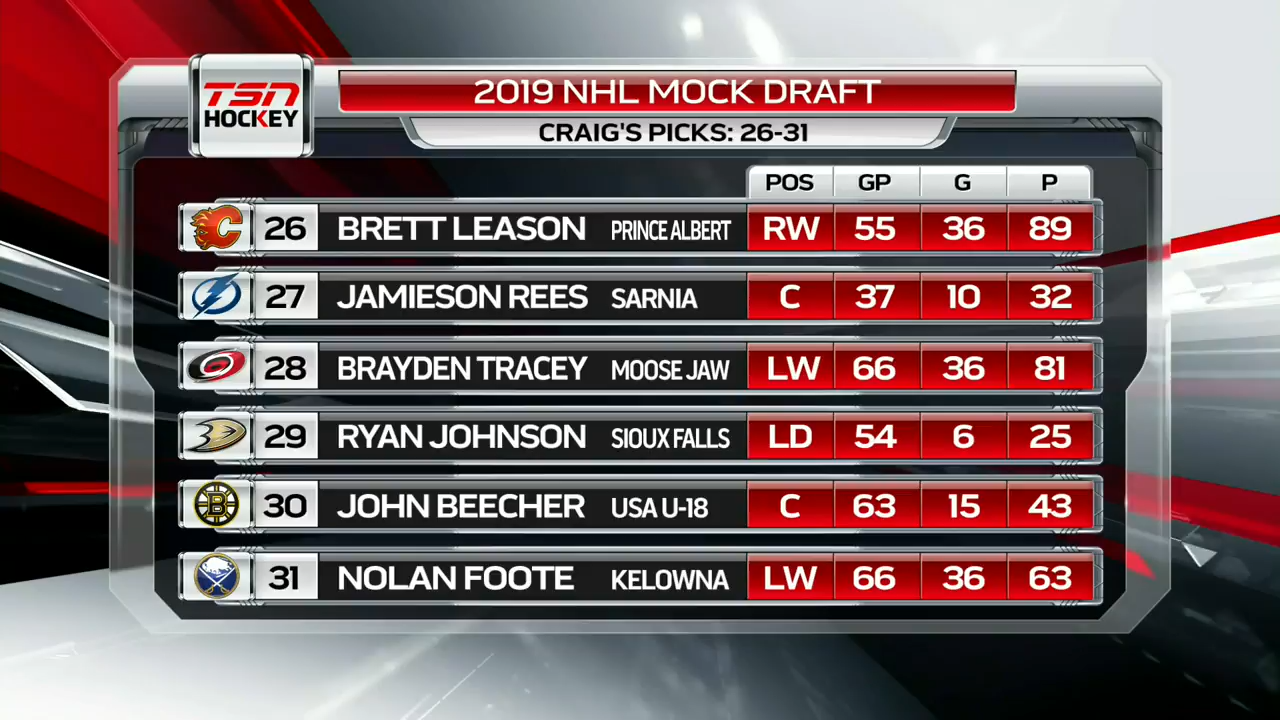 TSN
HOCKEY
2019 NHL MOCK DRAFT
CRAIG'S PICKS: 26-31
POS GP G P
C 26 BRETT LEASON PRINCE ALBERT RW 55 36 89
27 JAMIESON REES SARNIA C 37 10 32
28 BRAYDEN TRACEY MOOSE JAW LW 66 36 81
29 RYAN JOHNSON SIOUX FALLS LD 54 6 25
B 30 JOHN BEECHER USA U-18 C 63 15 43
31 NOLAN FOOTE KELOWNA LW 66 36 63